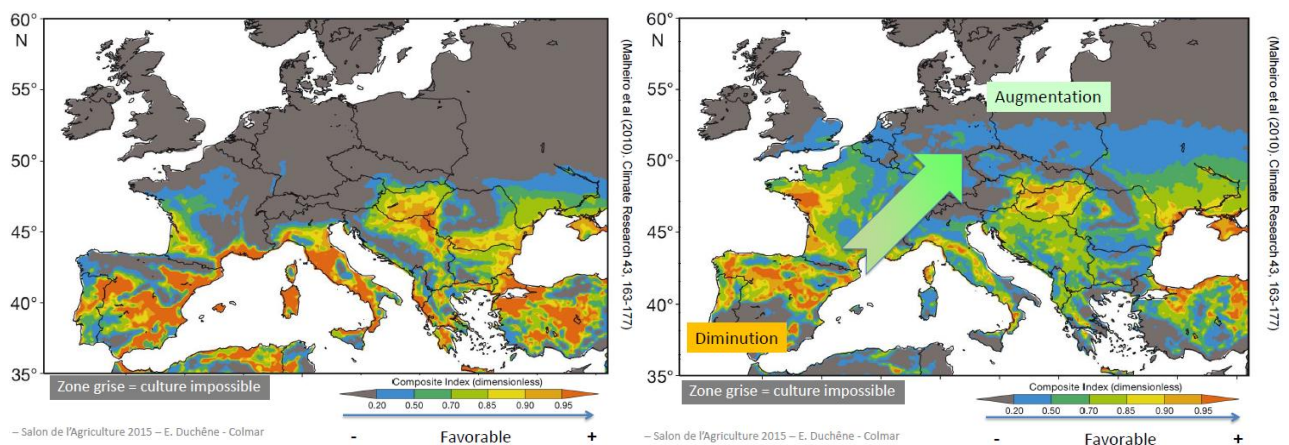 60°
N
55°
50°
45°
40°
35°
Zone grise = culture impossible
Composite Index (dimensionless)
0.20 0.50 0.70 0.85 0.90 0.95
- Favorable +
– Salon de l'Agriculture 2015 – E. Duchêne - Colmar
(Malheiro et al (2010). Climate Research 43, 163-177)
60°
N
55°
50°
45°
40°
35°
Augmentation
Diminution
Zone grise = culture impossible
Composite Index (dimensionless)
0.20 0.50 0.70 0.85 0.90 0.95
- Favorable +
– Salon de l'Agriculture 2015 – E. Duchêne - Colmar
(Malheiro et al (2010). Climate Research 43, 163-177)